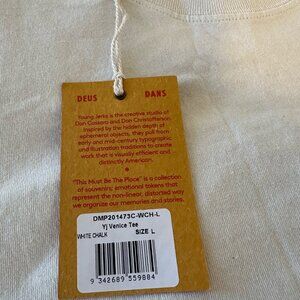 DEUS DANS
Young Jerks is the creative studio of
Dan Cassaro and Dan Christofferson.
Inspired by the hidden depth of
ephemeral objects, they pull from
early and mid-century typographic
and illustration traditions to create
work that is visually efficient and
distinctly American.
"This Must Be The Place" is a collection
of souvenirs; emotional tokens that
represent the non-linear, distorted way
we organize our memories and stories.
DMP201473C-WCH-L
Yj Venice Tee
WHITE CHALK SIZE L
9 342689 559884